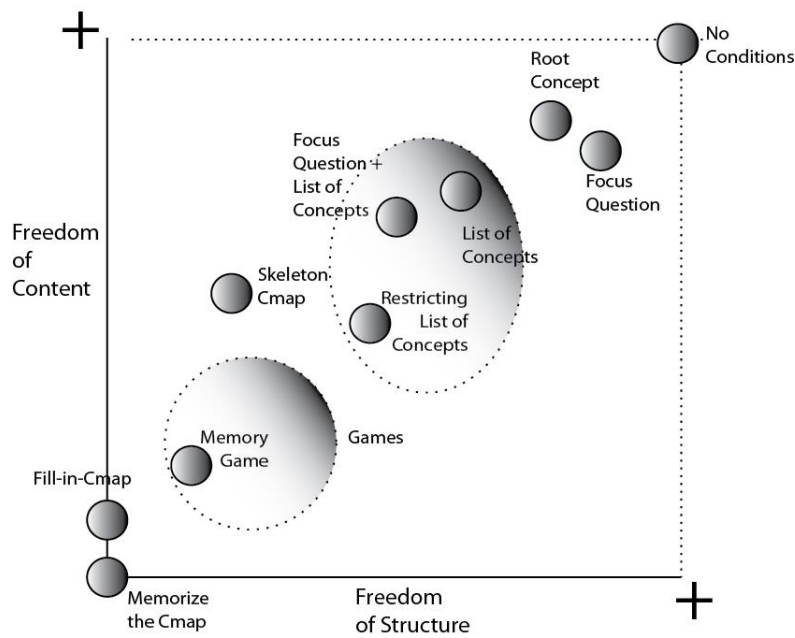 +
No
Conditions
Root
Concept
Focus
Question +
List of
Concepts
Focus
Question
List of
Concepts
Freedom
of
Content
Skeleton
Cmap
Restricting
List of
Concepts
Memory
Game
Games
Fill-in-Cmap
Memorize
the Cmap
Freedom
of Structure
+